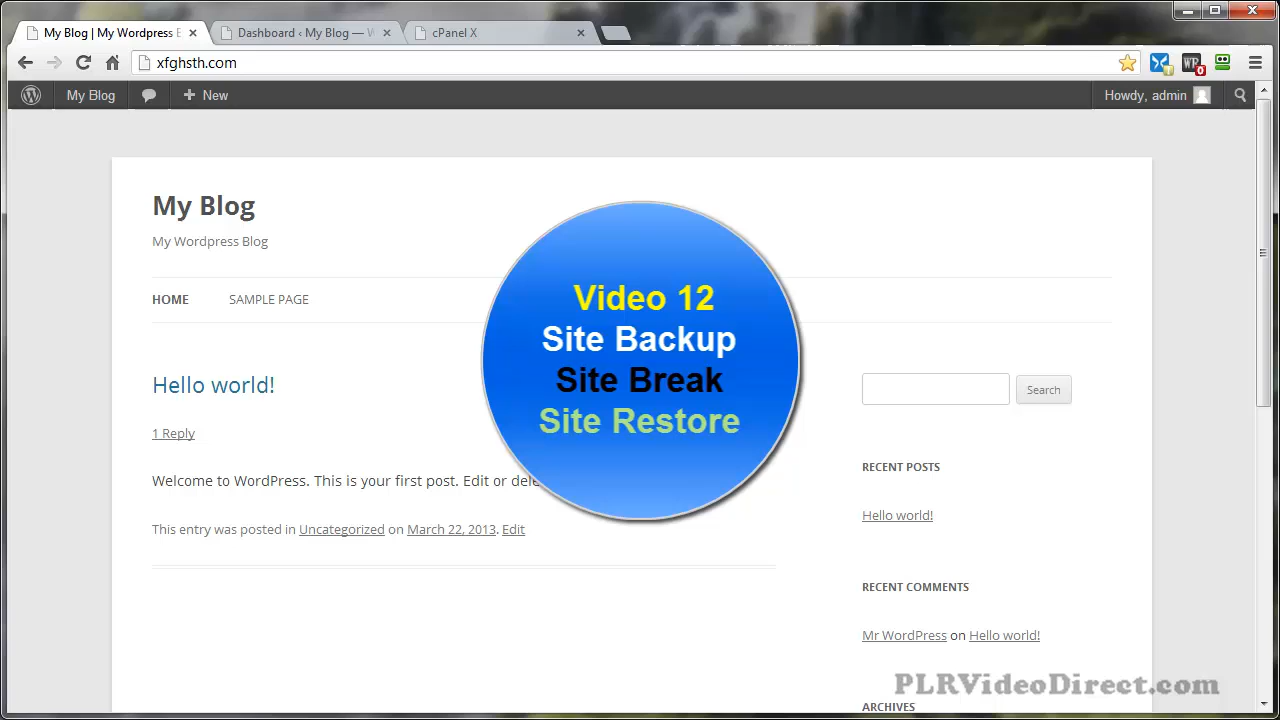 My Blog | My Wordpress B
Dashboard ‹ My Blog — W
cPanel X
xfghsth.com
WP
0
My Blog
New
Howdy, admin
My Blog
My Wordpress Blog
HOME
SAMPLE PAGE
Video 12
Site Backup
Site Break
Site Restore
Hello world!
1 Reply
Welcome to WordPress. This is your first post. Edit or dele
This entry was posted in Uncategorized on March 22, 2013. Edit
Search
RECENT POSTS
Hello world!
RECENT COMMENTS
Mr WordPress on Hello world!
ARCHIVES
PLRVideoDirect.com